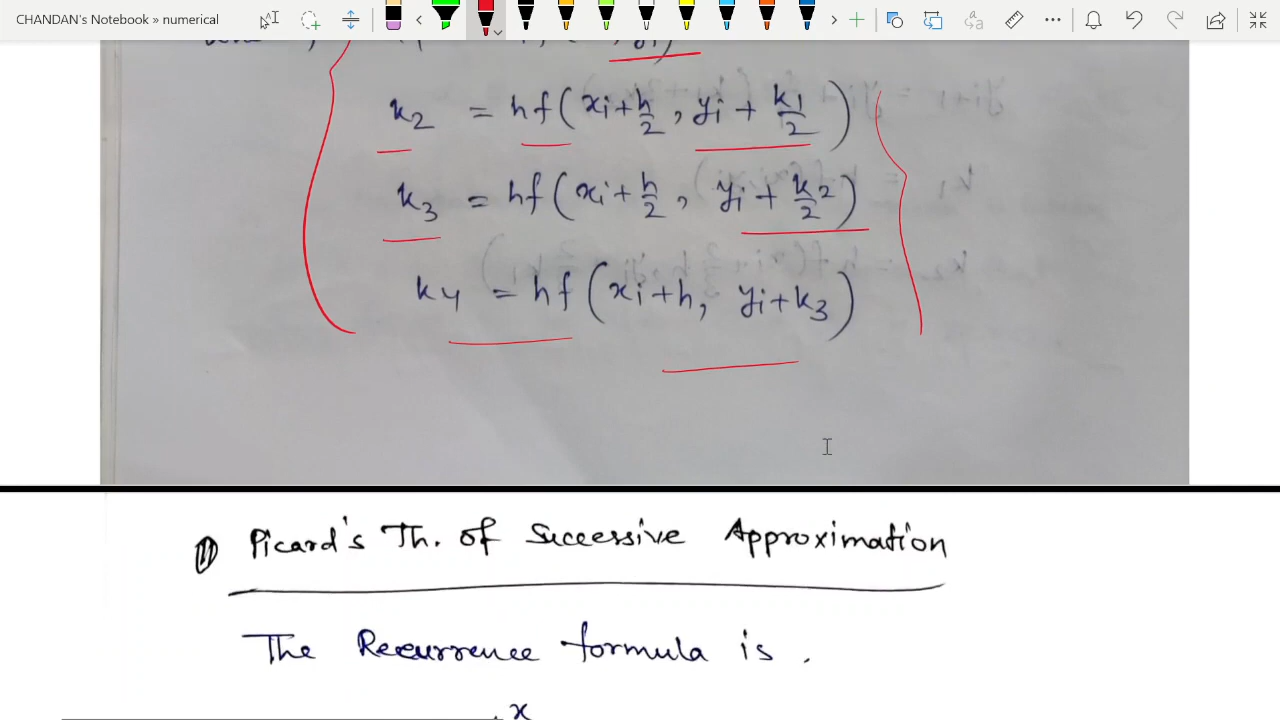 CHANDAN's Notebook » numerical
k2 = hf(xi+h/2, yi + k1/2)
k3 = hf(xi+h/2, yi + k2/2)
k4 = hf(xi+h, yi+k3)
Picard's Th. of Successive Approximation
The Recurrence formula is.
x